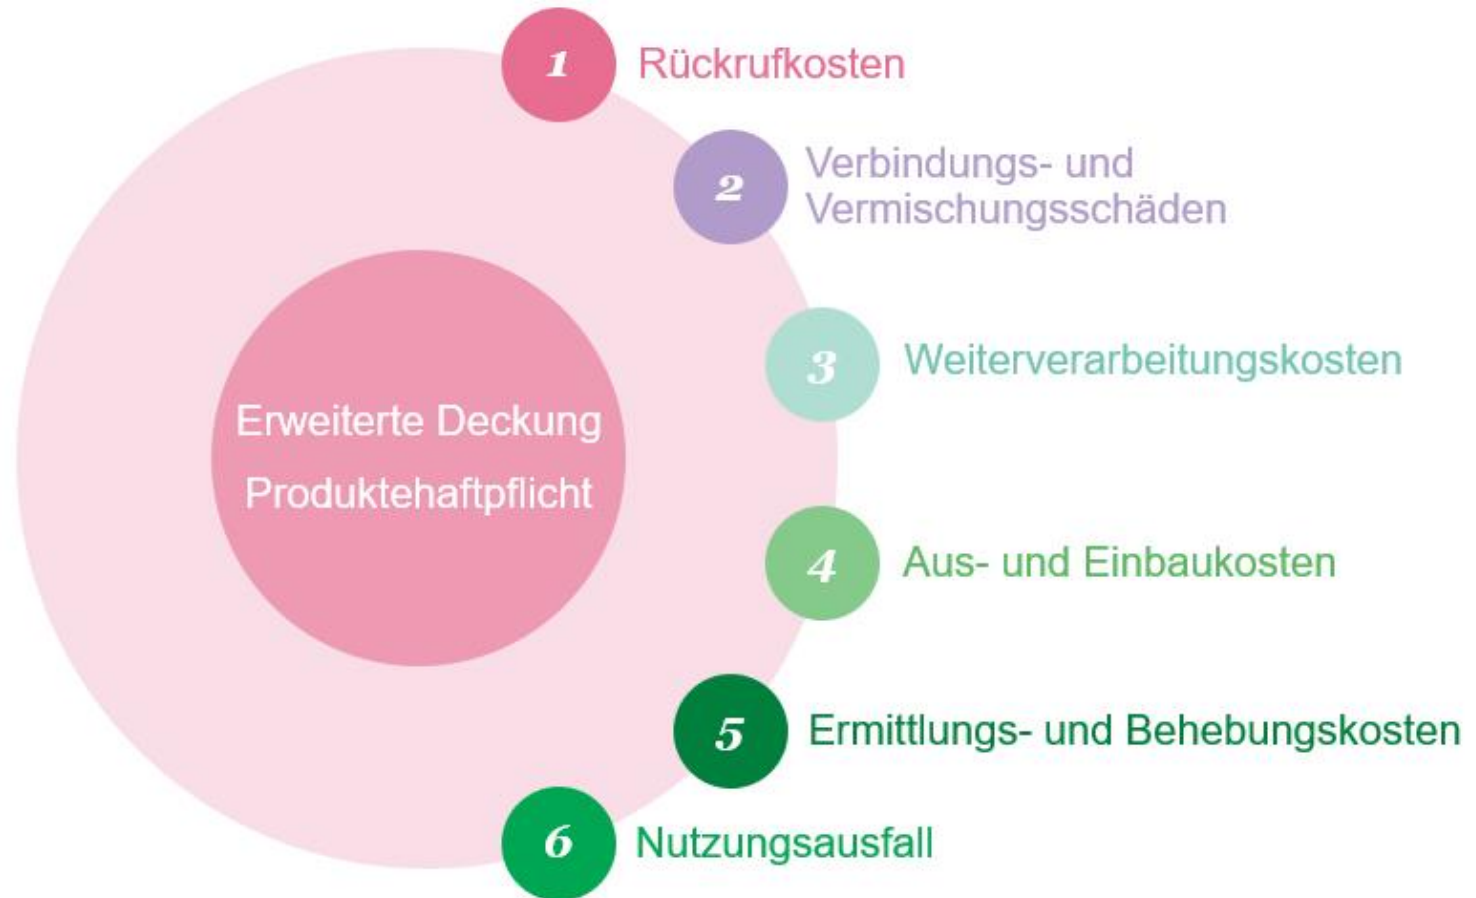 1 Rückrufkosten
2 Verbindungs- und
Vermischungsschäden
3 Weiterverarbeitungskosten
Erweiterte Deckung
Produktehaftpflicht
4 Aus- und Einbaukosten
5 Ermittlungs- und Behebungskosten
6 Nutzungsausfall